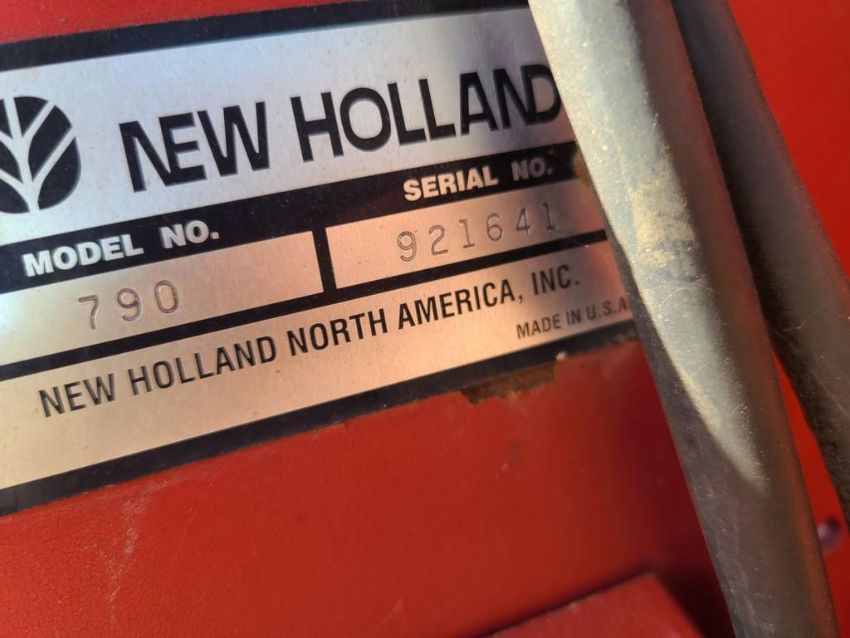 NEW HOLLAND
MODEL NO. SERIAL NO.
790 921641
NEW HOLLAND NORTH AMERICA, INC.
MADE IN U.S.A